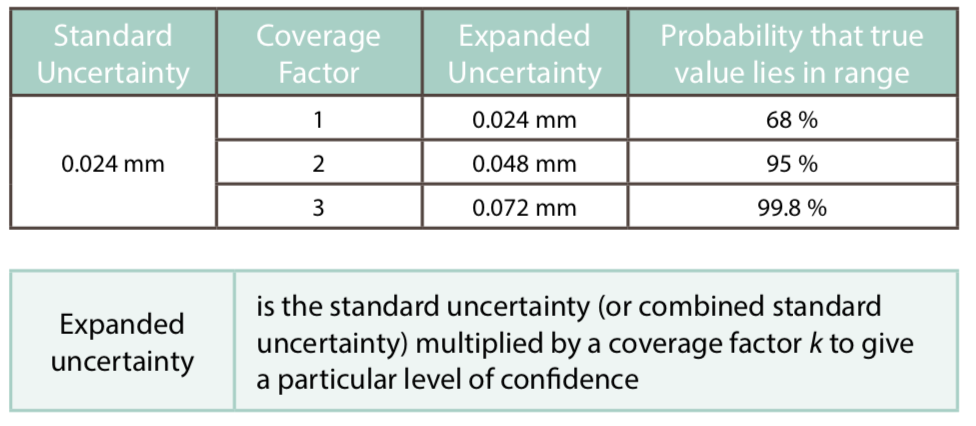 Standard Uncertainty
Coverage Factor
Expanded Uncertainty
Probability that true value lies in range
0.024 mm
1
0.024 mm
68 %
2
0.048 mm
95 %
3
0.072 mm
99.8 %
Expanded
uncertainty
is the standard uncertainty (or combined standard
uncertainty) multiplied by a coverage factor k to give
a particular level of confidence